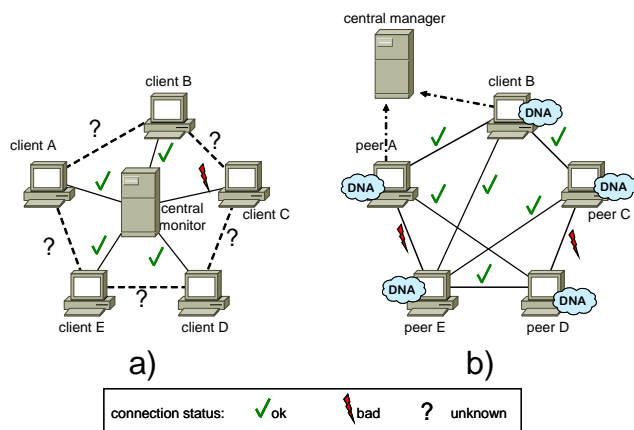 central manager
client B
client A
?
?
central
monitor
client C
?
?
?
client E
client D
a)
client B
DNA
peer A
DNA
DNA
peer C
DNA
DNA
peer E
peer D
b)
connection status: ok bad ? unknown